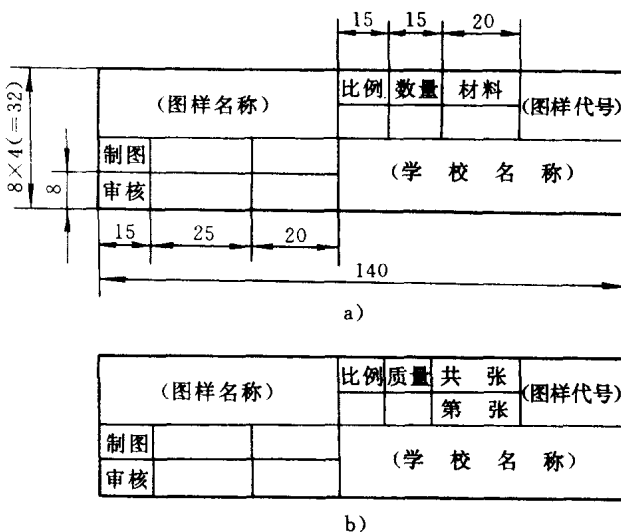 15 15 20
比例 数量 材料
(图样名称) (图样代号)
8×4(=32)
制图
8
(学 校 名 称)
审核
15 25 20
140
a)
比例 质量 共 张
(图样名称) (图样代号)
第 张
制图
(学 校 名 称)
审核
b)